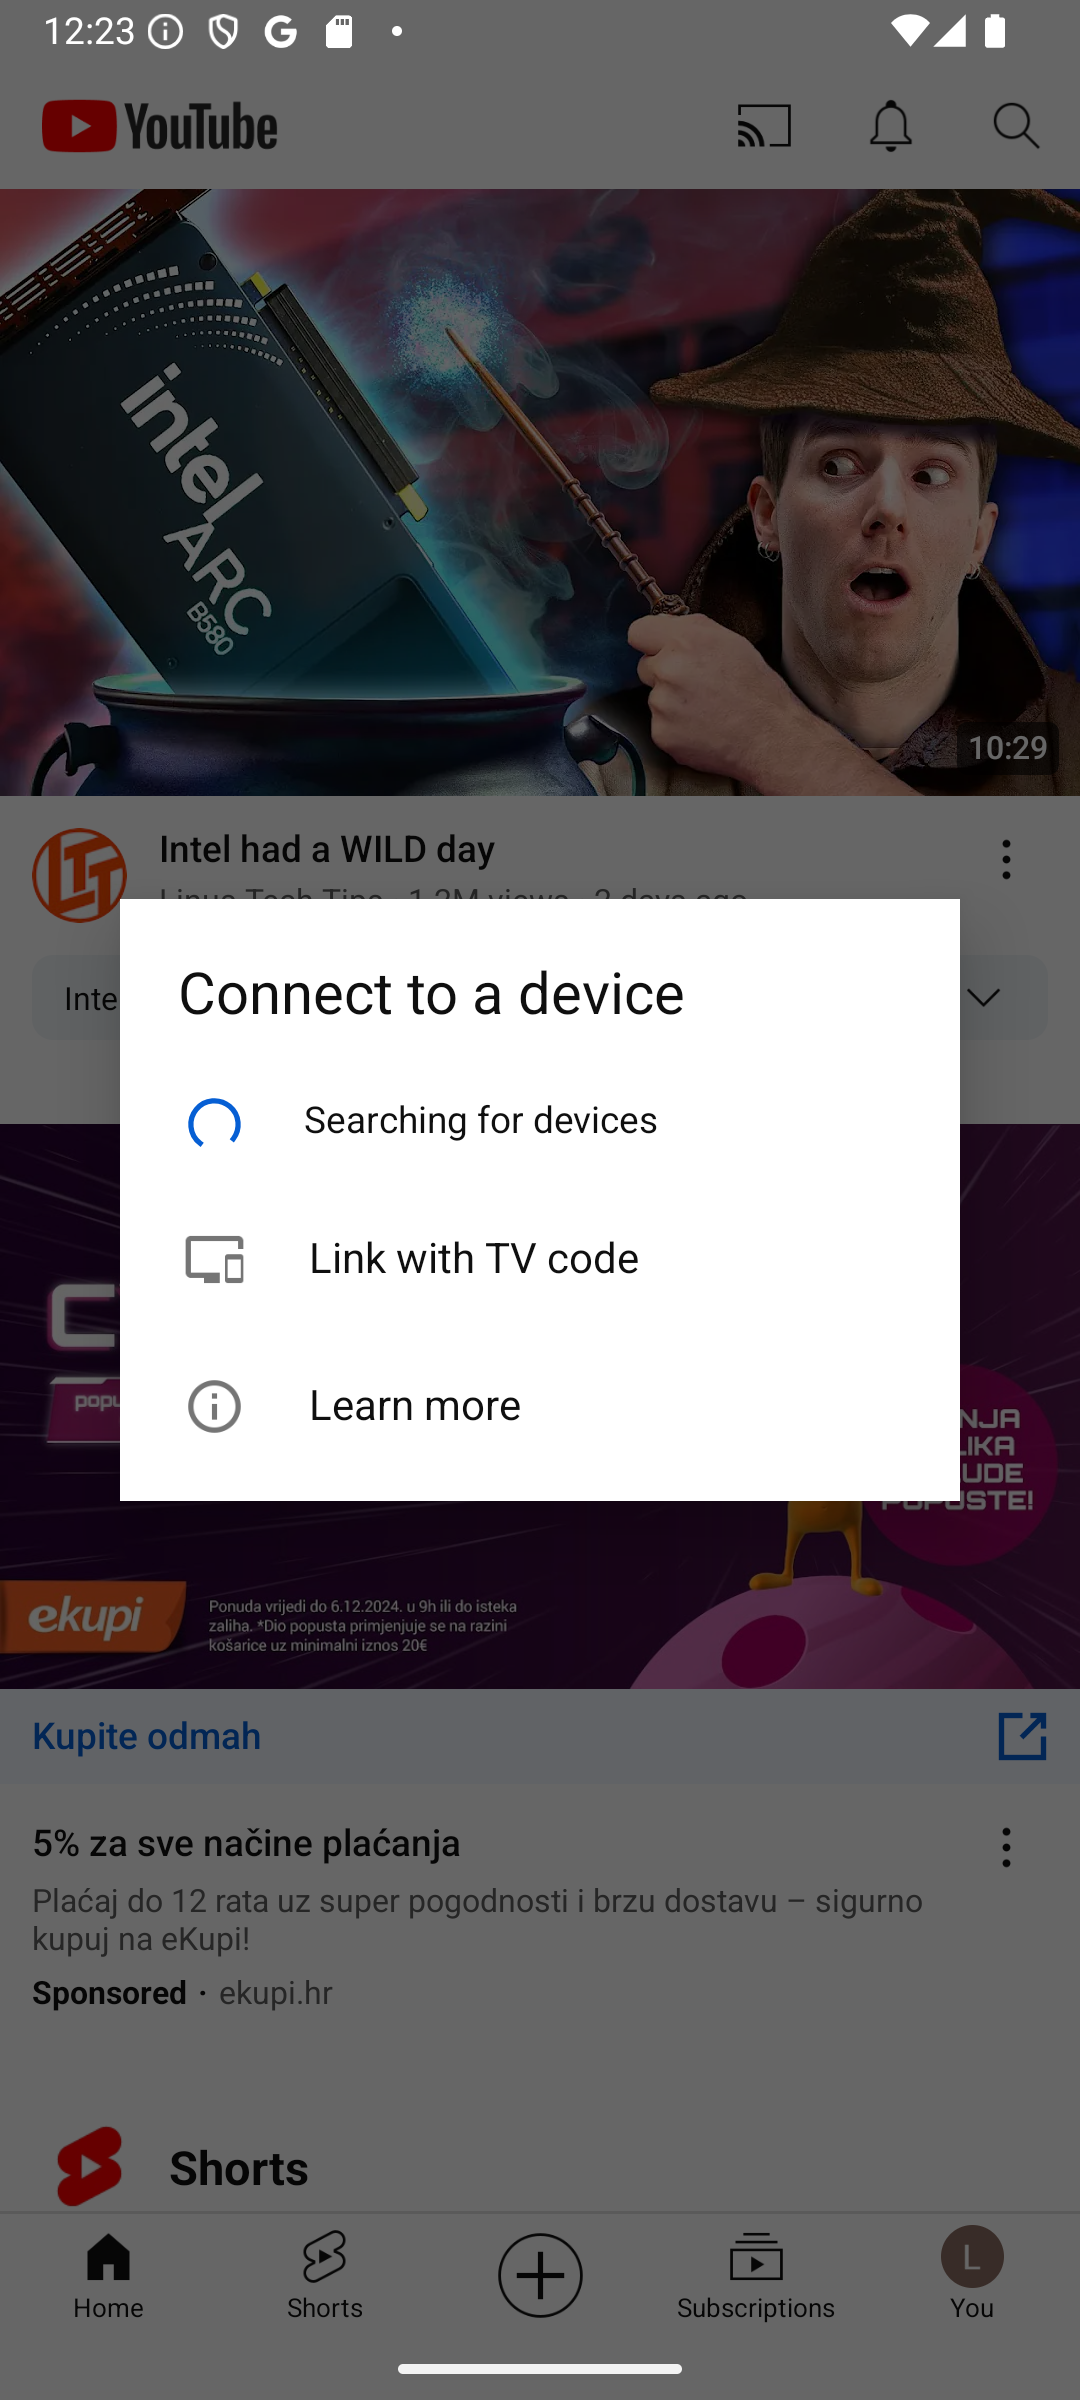 12:23
YouTube
intel
ARC
B580
10:29
LTT
Intel had a WILD day
Linus Tech Tips · 1.2M views · 2 days ago
Inte
Connect to a device
Searching for devices
Link with TV code
Learn more
popu
NJA
LIKA
UDE
POPUSTE!
ekupi
Ponuda vrijedi do 6.12.2024. u 9h ili do isteka
zaliha. *Dio popusta primjenjuje se na razini
košarice uz minimalni iznos 20€
Kupite odmah
5% za sve načine plaćanja
Plaćaj do 12 rata uz super pogodnosti i brzu dostavu – sigurno
kupuj na eKupi!
Sponsored · ekupi.hr
Shorts
Home
Shorts
Subscriptions
L
You